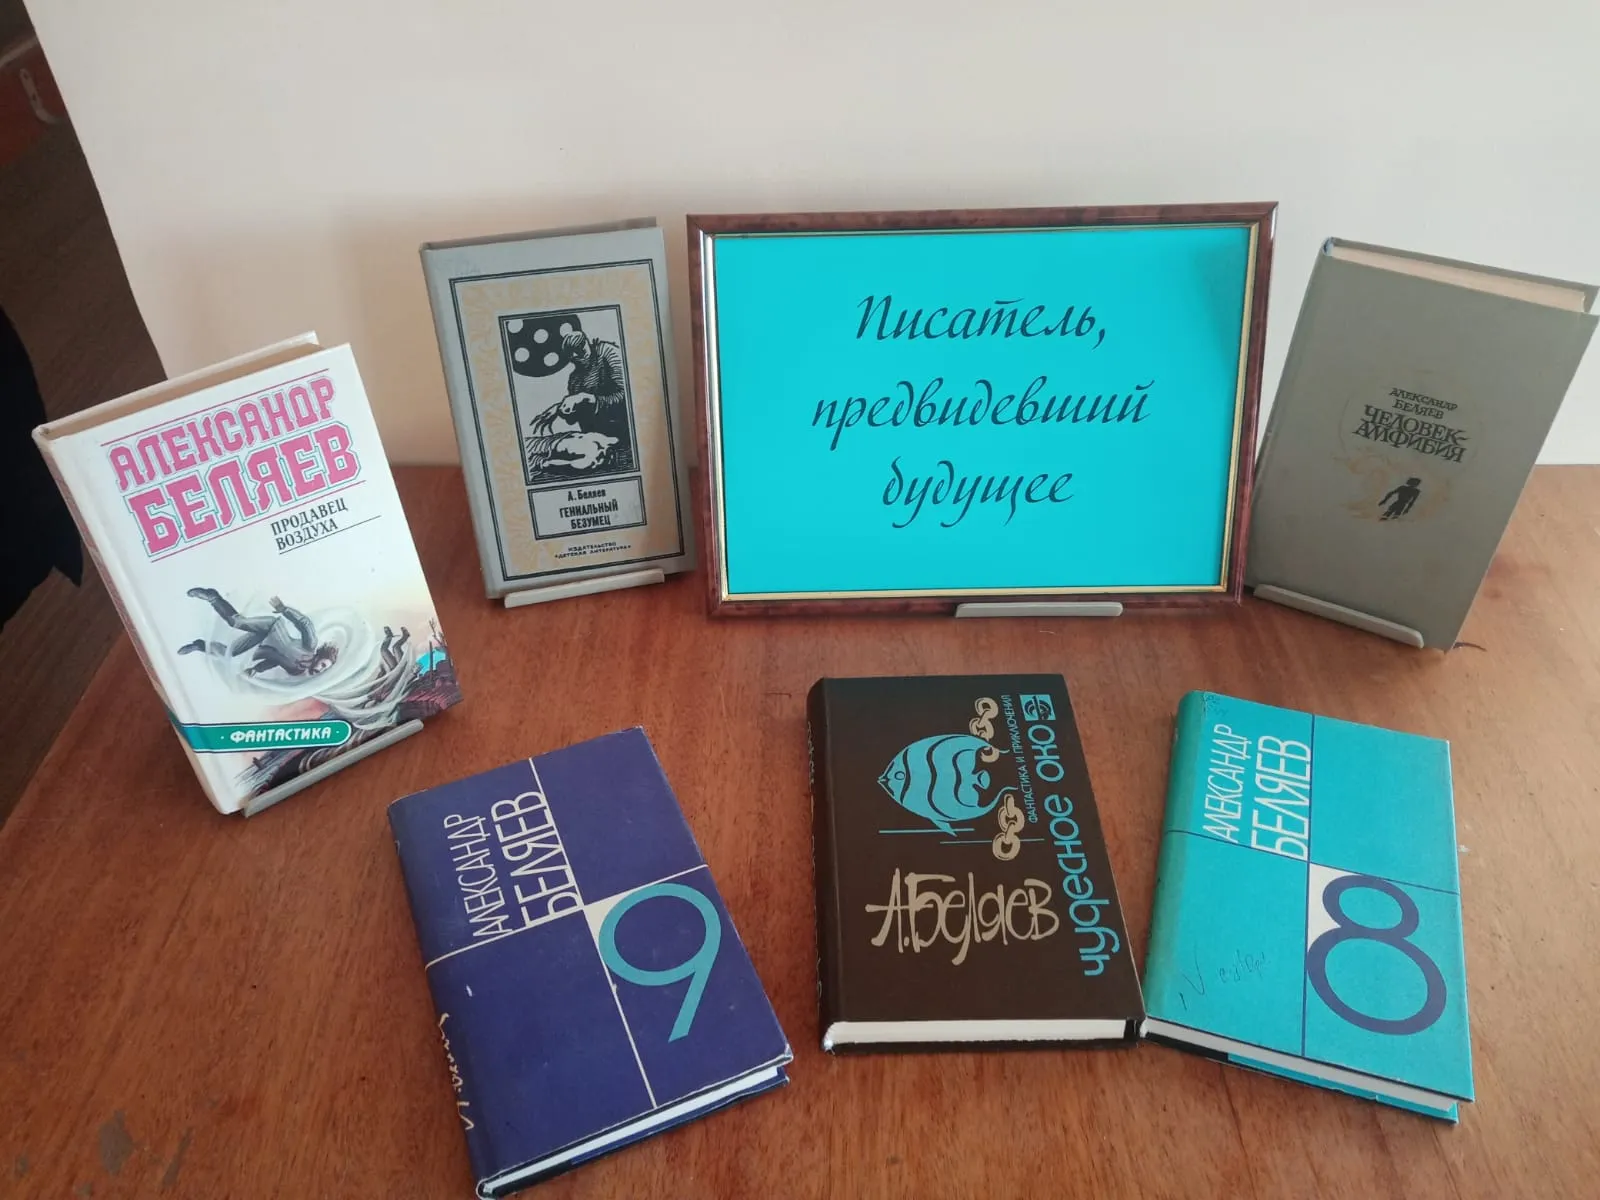 АЛЕКСАНДР
БЕЛЯЕВ
ПРОДАВЕЦ
ВОЗДУХА
· ФАНТАСТИКА ·
А. Беляев
ГЕНИАЛЬНЫЙ
БЕЗУМЕЦ
ИЗДАТЕЛЬСТВО
«ДЕТСКАЯ ЛИТЕРАТУРА»
Писатель,
предвидевший
будущее
АЛЕКСАНДР
БЕЛЯЕВ
ЧЕЛОВЕК-
АМФИБИЯ
АЛЕКСАНДР
БЕЛЯЕВ
9
А.БЕЛЯЕВ
ФАНТАСТИКА И ПРИКЛЮЧЕНИЯ
ЧУДЕСНОЕ ОКО
АЛЕКСАНДР
БЕЛЯЕВ
8